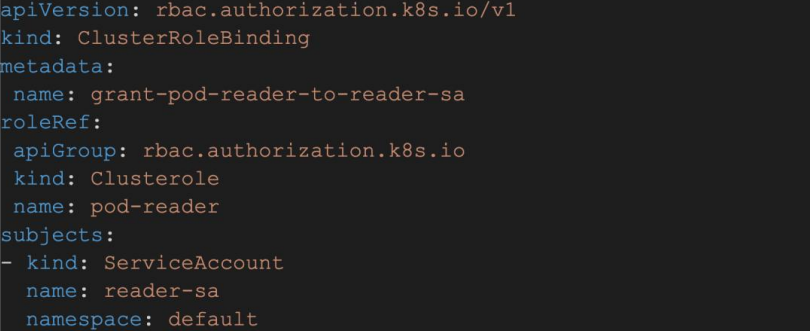 apiVersion: rbac.authorization.k8s.io/v1
kind: ClusterRoleBinding
metadata:
 name: grant-pod-reader-to-reader-sa
roleRef:
 apiGroup: rbac.authorization.k8s.io
 kind: Clusterole
 name: pod-reader
subjects:
- kind: ServiceAccount
  name: reader-sa
  namespace: default